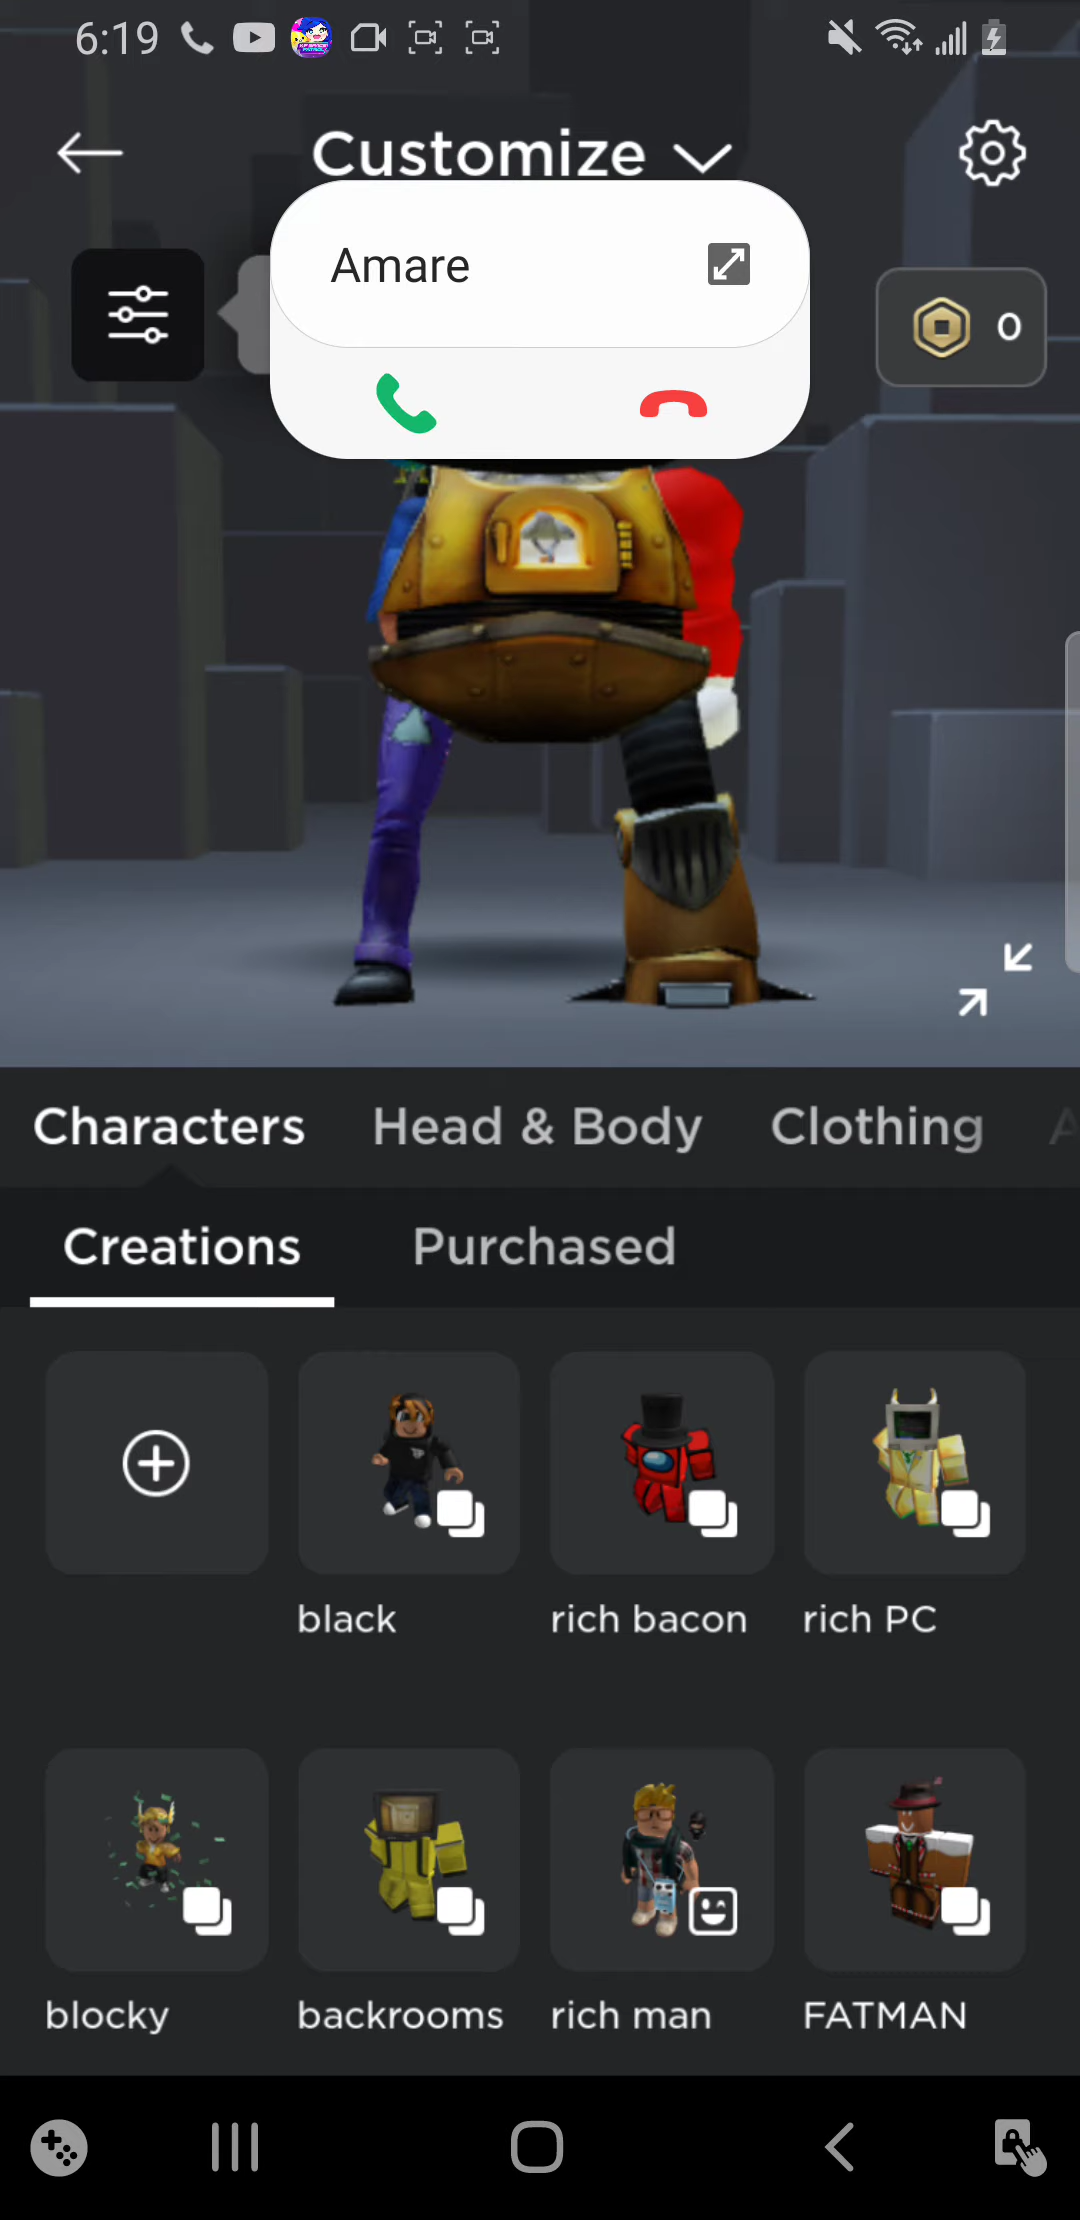 6:19
Customize
Amare
0
Characters Head & Body Clothing A
Creations Purchased
black rich bacon rich PC
blocky backrooms rich man FATMAN